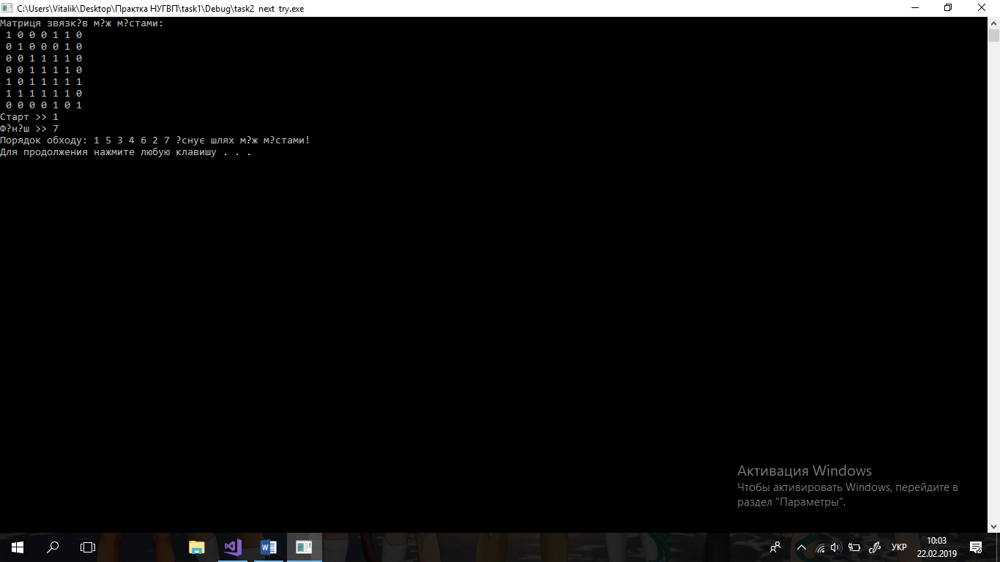 C:\Users\Vitalik\Desktop\Практка НУГВП\task1\Debug\task2 next try.exe
Матриця звязк?в м?ж м?стами:
1 0 0 0 1 1 0
0 1 0 0 0 1 0
0 0 1 1 1 1 0
0 0 1 1 1 1 0
1 0 1 1 1 1 1
1 1 1 1 1 1 0
0 0 0 0 1 0 1
Старт >> 1
Ф?н?ш >> 7
Порядок обходу: 1 5 3 4 6 2 7 ?снує шлях м?ж м?стами!
Для продолжения нажмите любую клавишу . . .
Активация Windows
Чтобы активировать Windows, перейдите в
раздел "Параметры".
УКР
10:03
22.02.2019